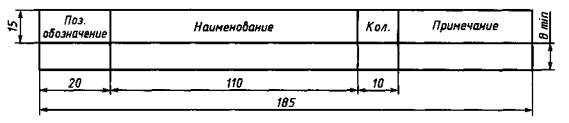 15
Поз.
обозначение
Наименование
Кол.
Примечание
8 min
20
110
10
185